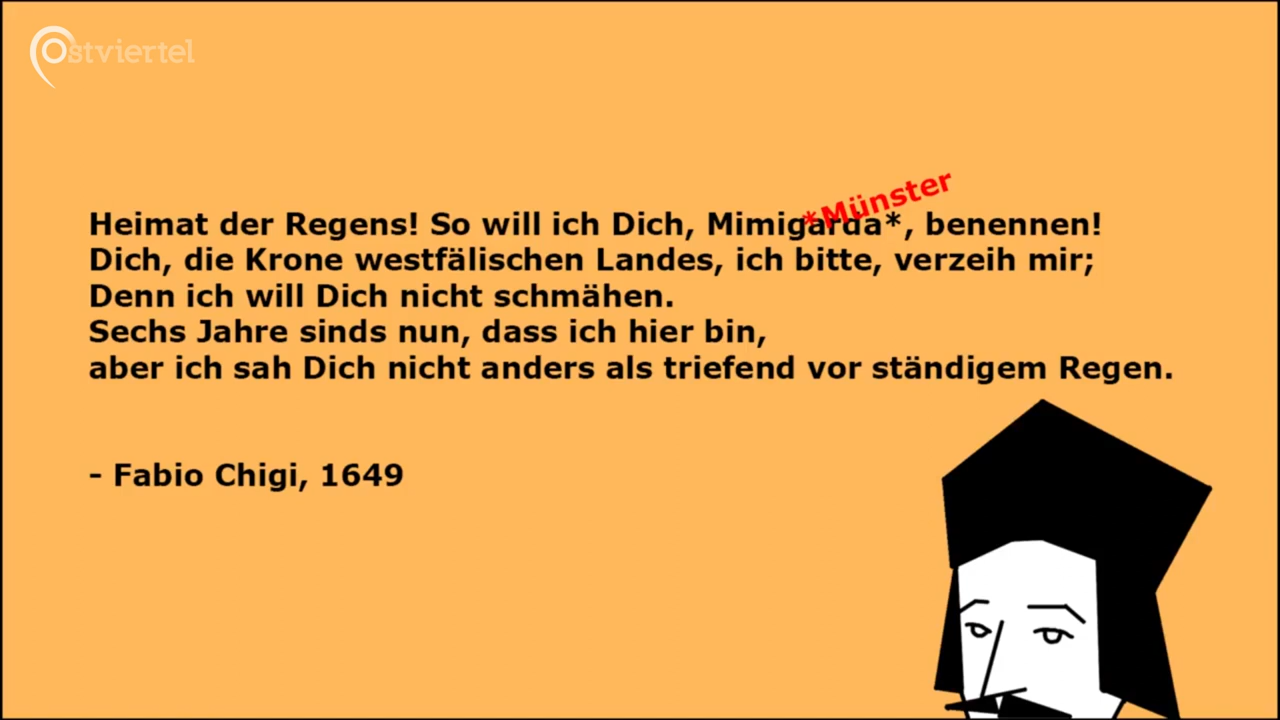 Ostviertel
*Münster
Heimat der Regens! So will ich Dich, Mimigarda*, benennen!
Dich, die Krone westfälischen Landes, ich bitte, verzeih mir;
Denn ich will Dich nicht schmähen.
Sechs Jahre sinds nun, dass ich hier bin,
aber ich sah Dich nicht anders als triefend vor ständigem Regen.
- Fabio Chigi, 1649